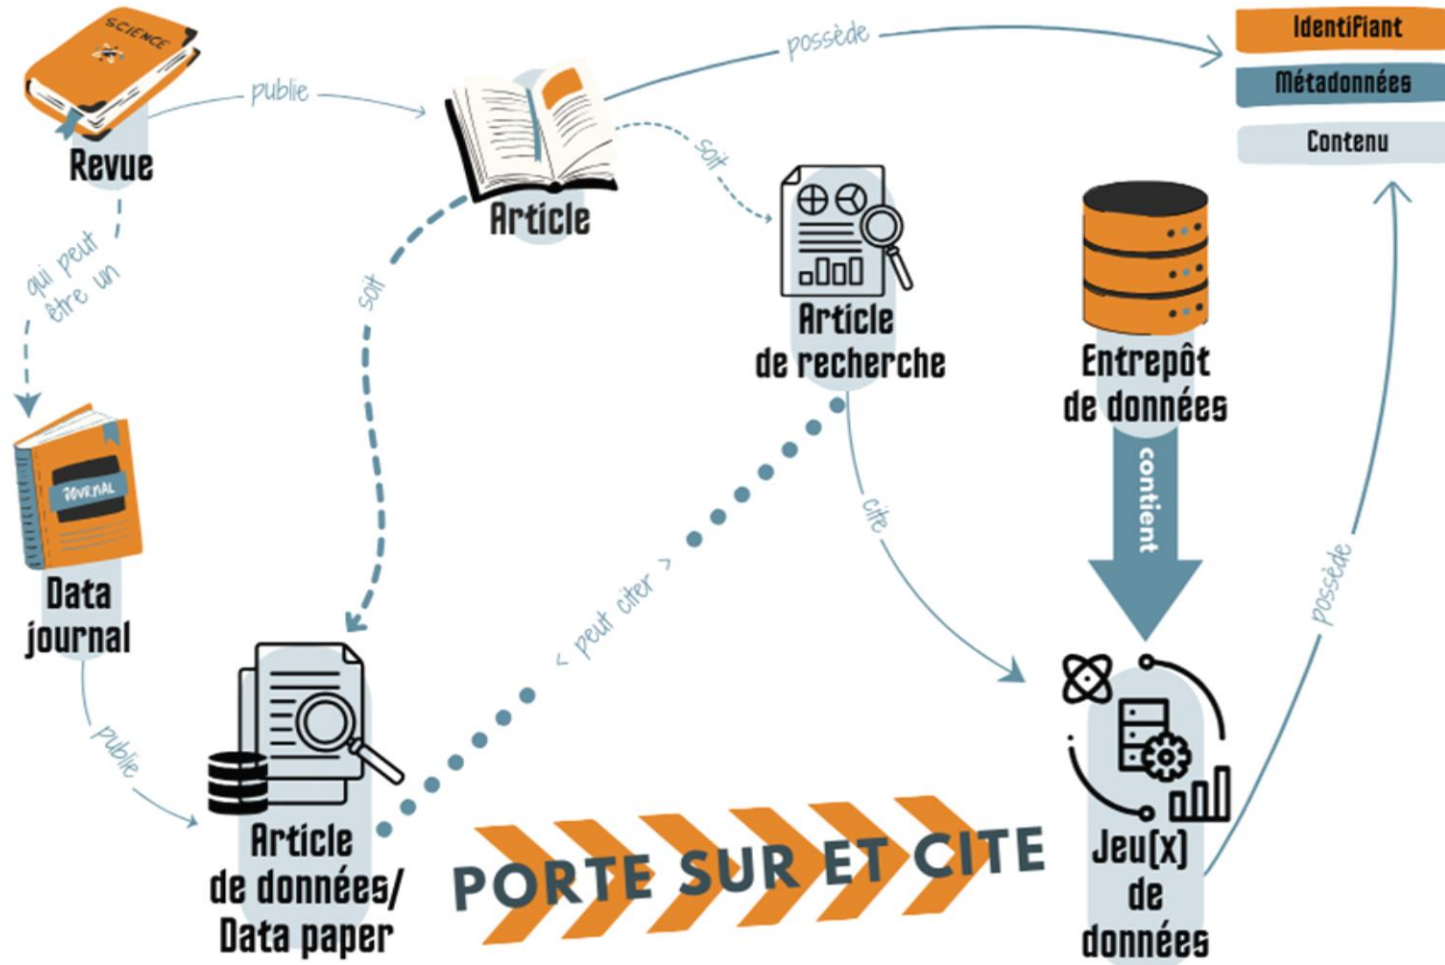 SCIENCE
Revue
publie
Article
possède
Identifiant
Métadonnées
Contenu
soit
Article
de recherche
Entrepôt
de données
contient
qui peut
être un
soit
JOURNAL
Data
journal
publie
< peut citer >
cite
possède
Article
de données/
Data paper
PORTE SUR ET CITE
Jeu(x)
de
données